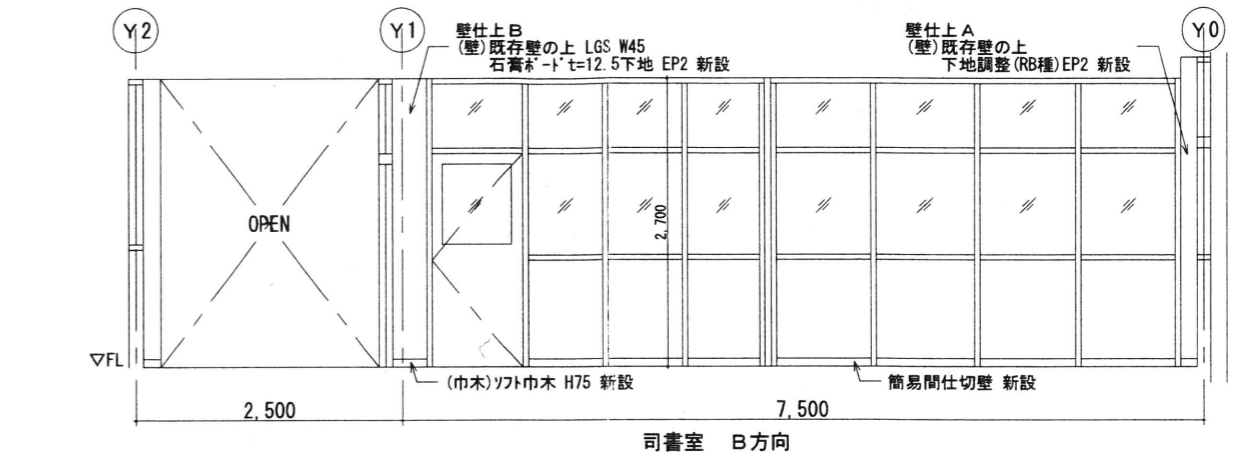 Y2
Y1
壁仕上B
(壁)既存壁の上 LGS W45
石膏ボードt=12.5下地 EP2 新設
壁仕上A
(壁)既存壁の上
下地調整(RB種)EP2 新設
Y0
OPEN
2,700
▽FL
(巾木)ソフト巾木 H75 新設
簡易間仕切壁 新設
2,500
7,500
司書室 B方向